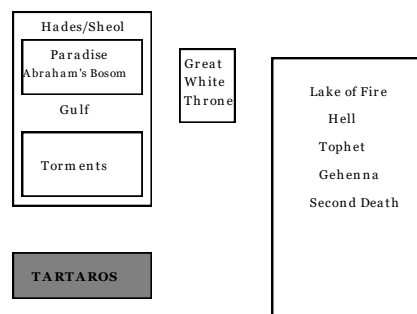 Hades/Sheol
Paradise
Abraham's Bosom
Gulf
Torments
Great
White
Throne
Lake of Fire
Hell
Tophet
Gehenna
Second Death
TARTAROS